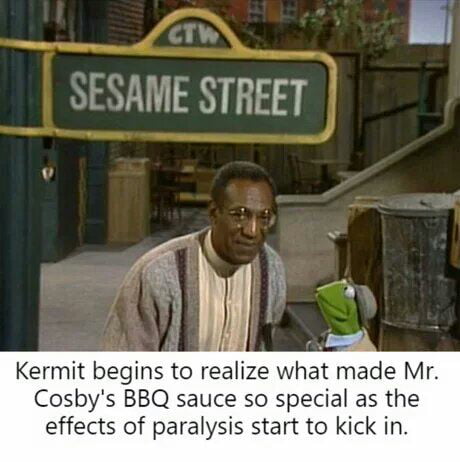 CTW
SESAME STREET
Kermit begins to realize what made Mr.
Cosby's BBQ sauce so special as the
effects of paralysis start to kick in.